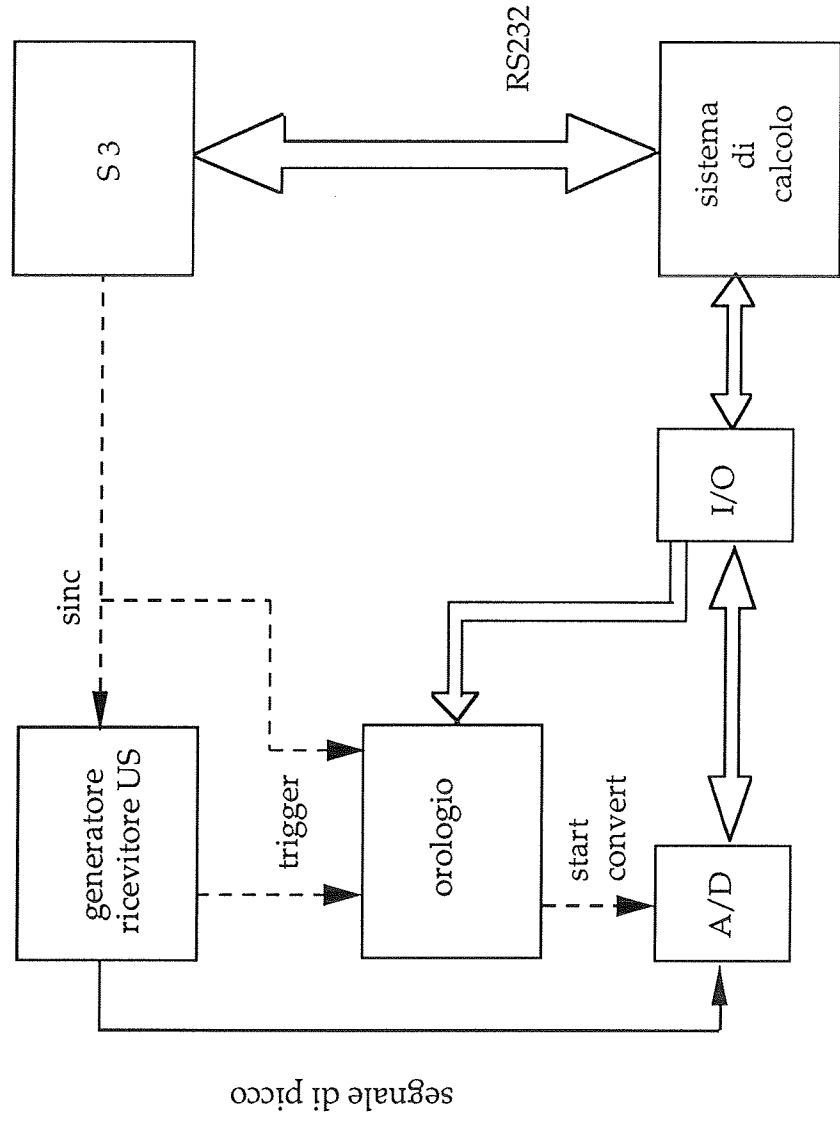 segnale di picco
generatore
ricevitore US
sinc
S 3
trigger
orologio
RS232
start
convert
A/D
I/O
sistema
di
calcolo